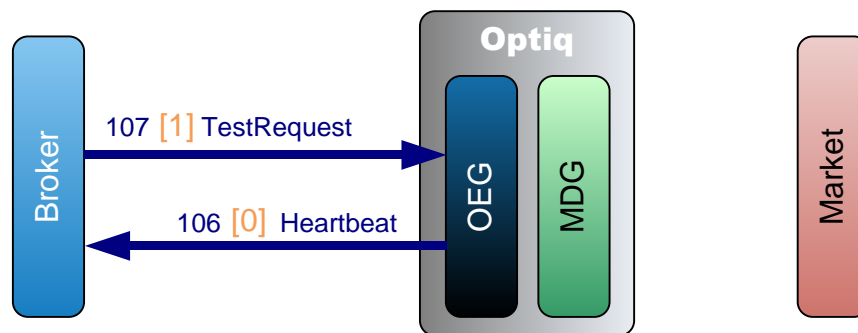 Optiq
107 [1] TestRequest
106 [0] Heartbeat
Broker
OEG
MDG
Market